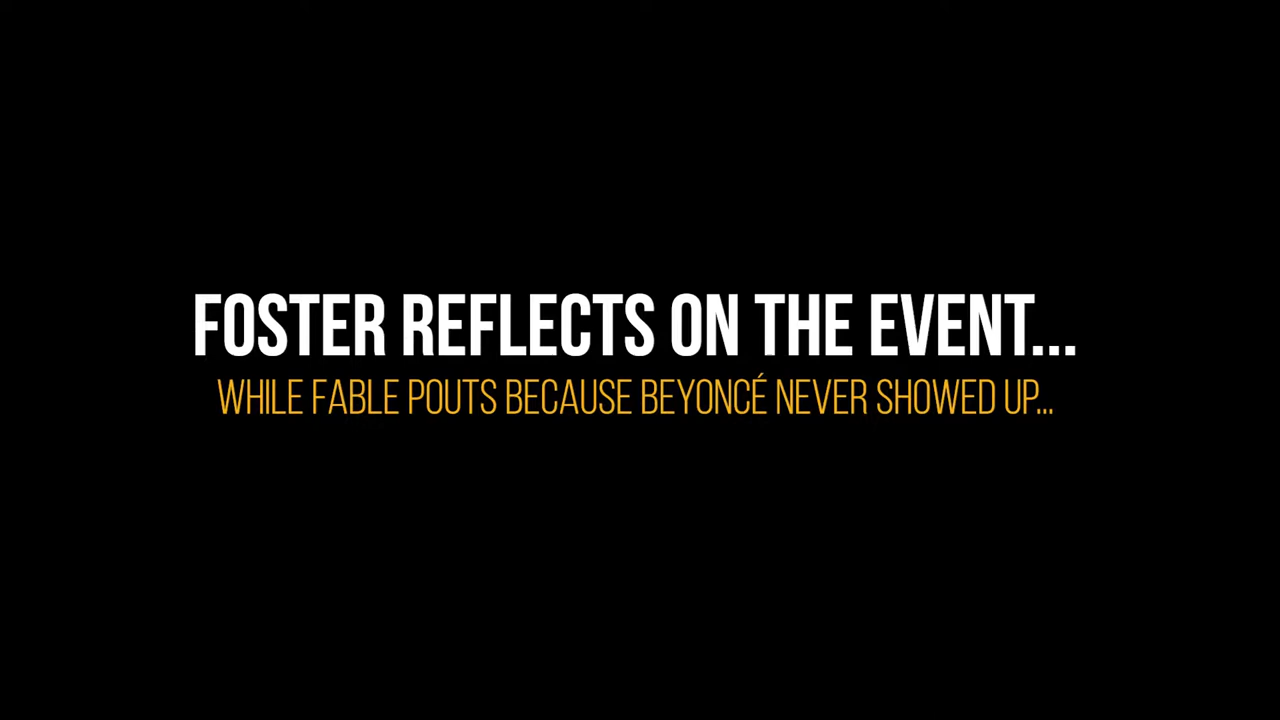 FOSTER REFLECTS ON THE EVENT...
WHILE FABLE POUTS BECAUSE BEYONCÉ NEVER SHOWED UP...